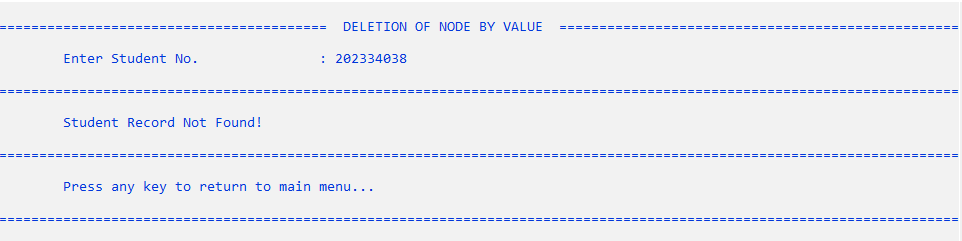 ========================================= DELETION OF NODE BY VALUE ==================================================
Enter Student No. : 202334038
========================================================================================================================
Student Record Not Found!
========================================================================================================================
Press any key to return to main menu...
========================================================================================================================